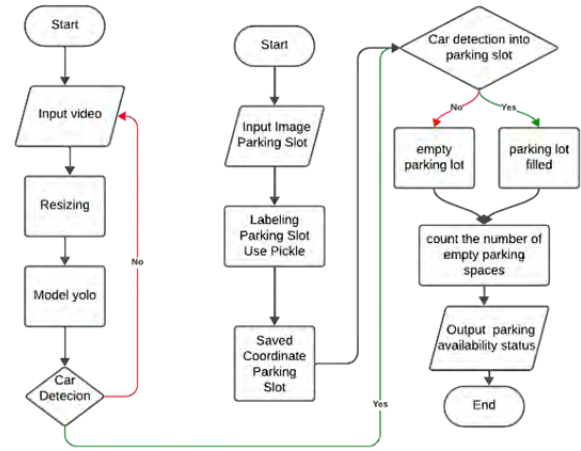 Start
Input video
Resizing
Model yolo
Car
Detecion
No
Yes
Start
Input Image
Parking Slot
Labeling
Parking Slot
Use Pickle
Saved
Coordinate
Parking
Slot
Car detection into
parking slot
No
Yes
empty
parking lot
parking lot
filled
count the number of
empty parking
spaces
Output parking
availability status
End